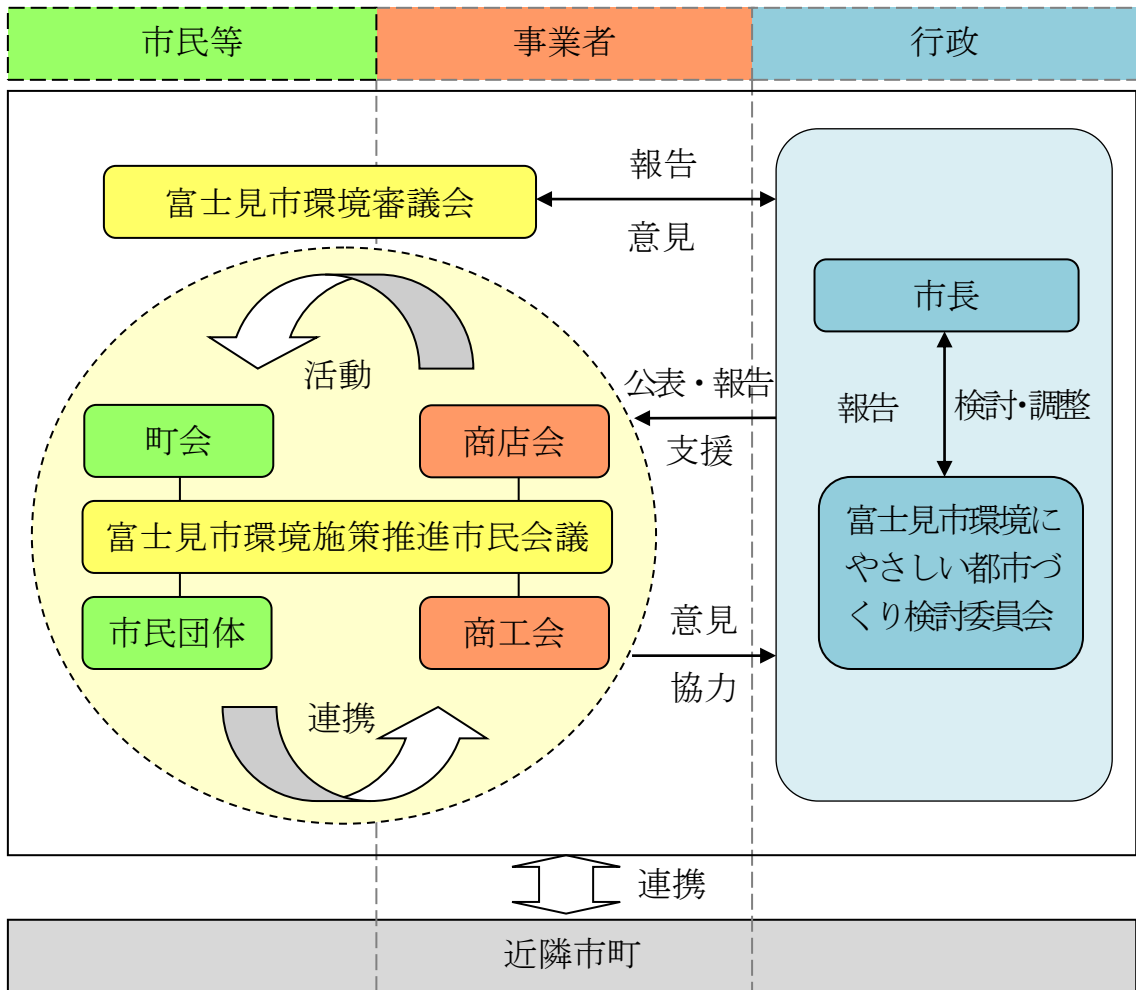 市民等
事業者
行政
富士見市環境審議会
報告
意見
市長
活動
公表・報告
支援
報告
検討・調整
町会
商店会
富士見市環境施策推進市民会議
市民団体
商工会
富士見市環境に
やさしい都市づ
くり検討委員会
意見
協力
連携
連携
近隣市町